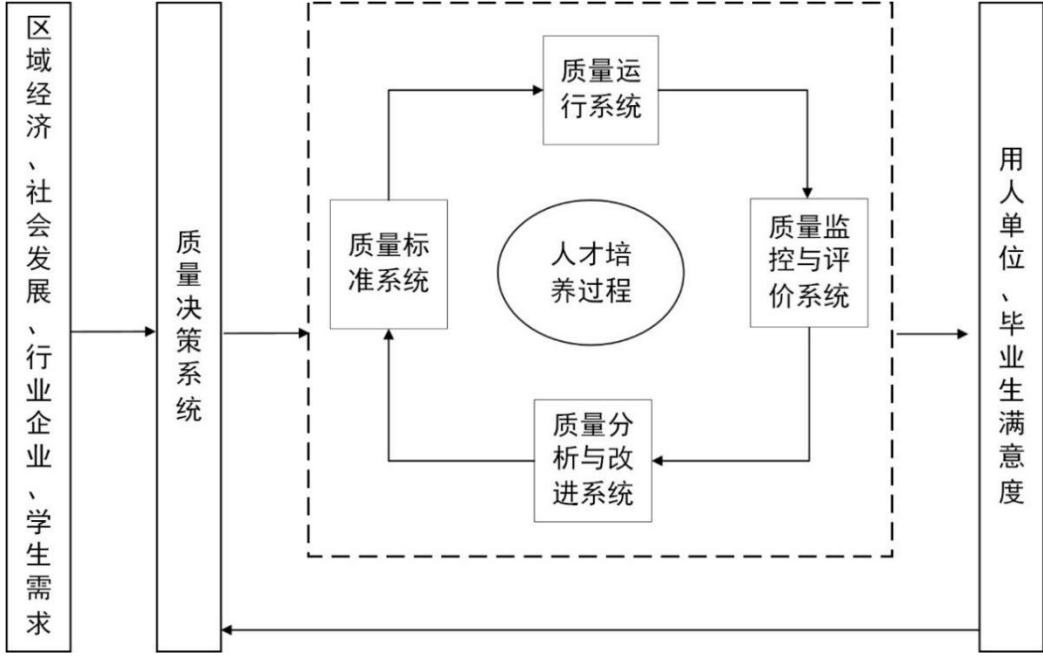 区域经济、社会发展、行业企业、学生需求
质量决策系统
质量运
行系统
质量标
准系统
人才培
养过程
质量监
控与评
价系统
质量分
析与改
进系统
用人单位、毕业生满意度